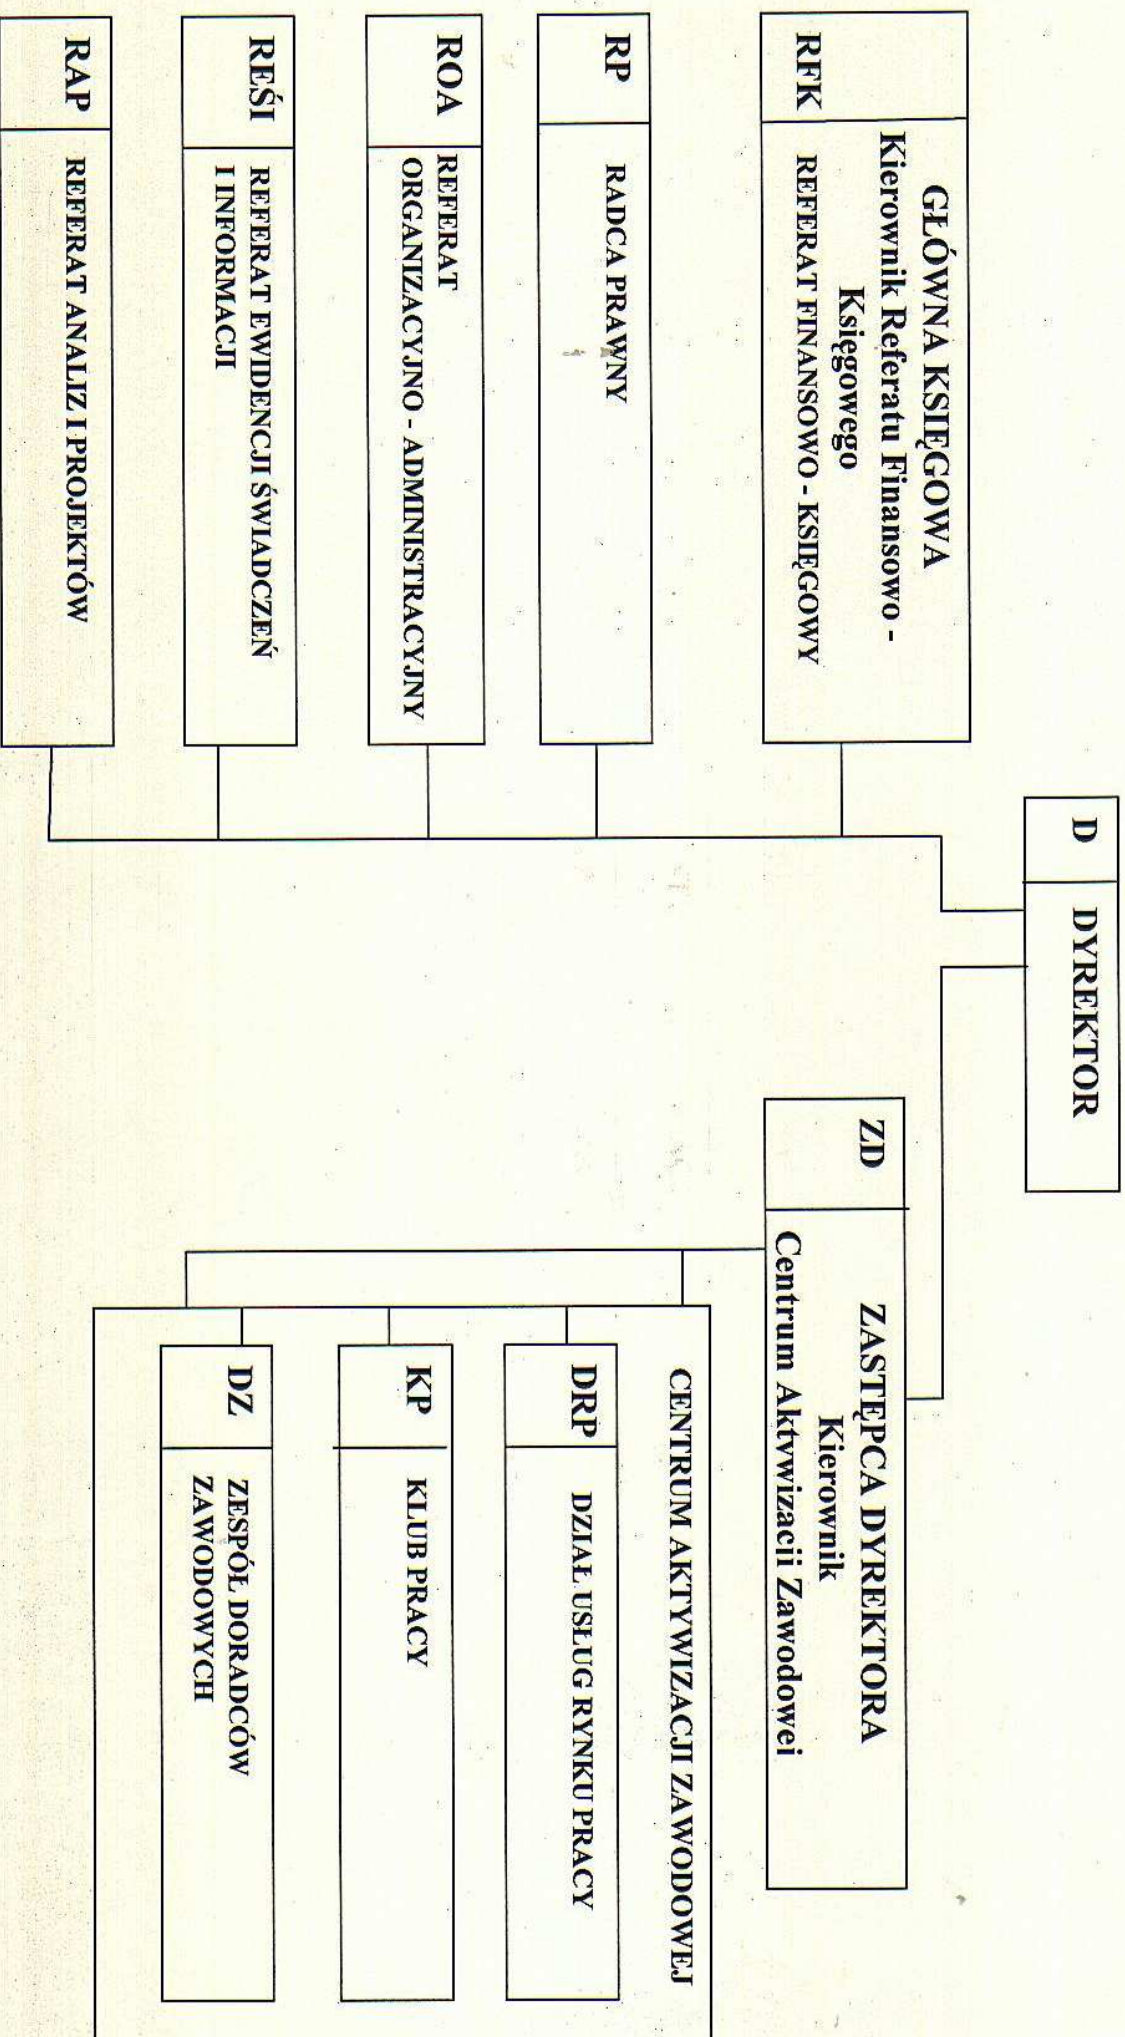 D DYREKTOR
GŁÓWNA KSIĘGOWA
Kierownik Referatu Finansowo -
Księgowego
RFK REFERAT FINANSOWO - KSIĘGOWY
RP RADCA PRAWNY
REFERAT
ROA ORGANIZACYJNO - ADMINISTRACYJNY
REŚI REFERAT EWIDENCJI ŚWIADCZEŃ
I INFORMACJI
RAP REFERAT ANALIZ I PROJEKTÓW
ZD ZASTĘPCA DYREKTORA
Kierownik
Centrum Aktywizacji Zawodowej
CENTRUM AKTYWIZACJI ZAWODOWEJ
DRP DZIAŁ USŁUG RYNKU PRACY
KP KLUB PRACY
DZ ZESPÓŁ DORADCÓW
ZAWODOWYCH